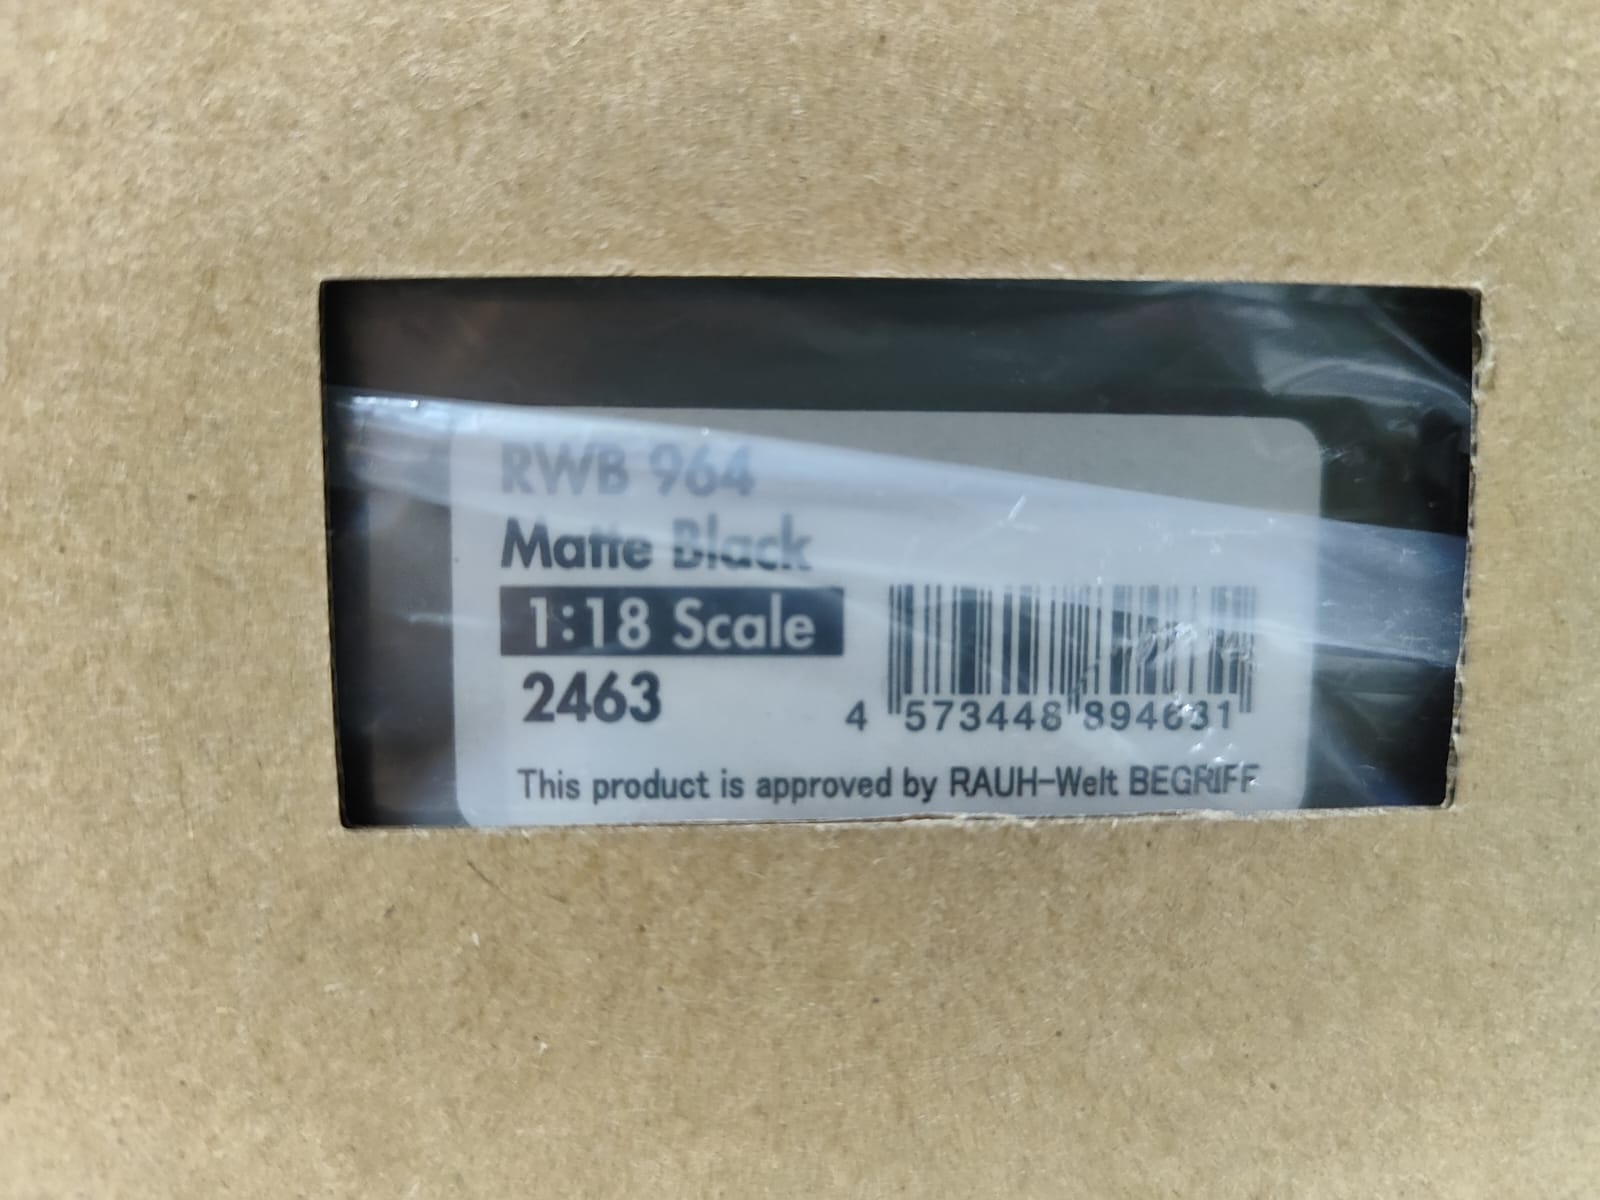 RWB 964
Matte Black
1:18 Scale
2463
4 573448 894631
This product is approved by RAUH-Welt BEGRIFF